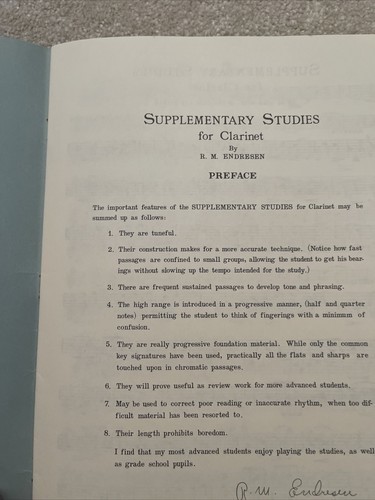 SUPPLEMENTARY STUDIES
for Clarinet
By
R. M. ENDRESEN
PREFACE
The important features of the SUPPLEMENTARY STUDIES for Clarinet may be
summed up as follows:
1. They are tuneful.
2. Their construction makes for a more accurate technique. (Notice how fast
passages are confined to small groups, allowing the student to get his bear-
ings without slowing up the tempo intended for the study.)
3. There are frequent sustained passages to develop tone and phrasing.
4. The high range is introduced in a progressive manner, (half and quarter
notes) permitting the student to think of fingerings with a minimum of
confusion.
5. They are really progressive foundation material. While only the common
key signatures have been used, practically all the flats and sharps are
touched upon in chromatic passages.
6. They will prove useful as review work for more advanced students.
7. May be used to correct poor reading or inaccurate rhythm, when too dif-
ficult material has been resorted to.
8. Their length prohibits boredom.
I find that my most advanced students enjoy playing the studies, as well
as grade school pupils.
R. M. Endresen